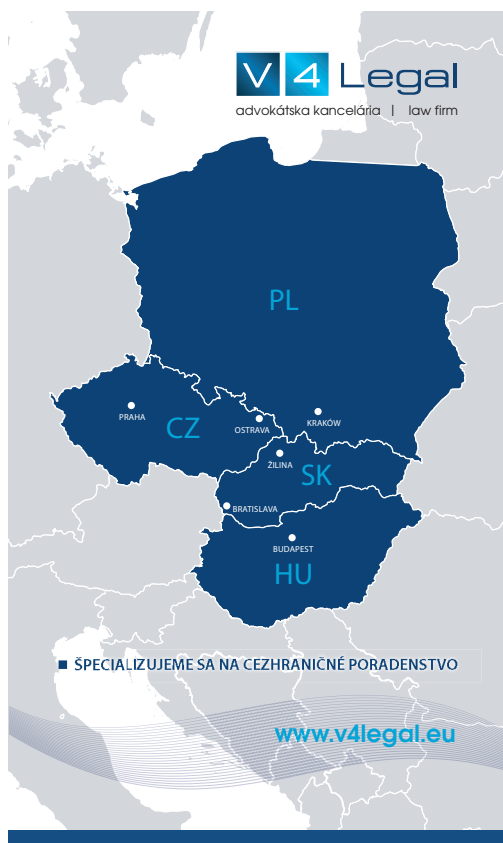 V4 Legal
advokátska kancelária | law firm
PL
PRAHA
CZ
OSTRAVA
KRAKÓW
ŽILINA
SK
BRATISLAVA
BUDAPEST
HU
ŠPECIALIZUJEME SA NA CEZHRANIČNÉ PORADENSTVO
www.v4legal.eu